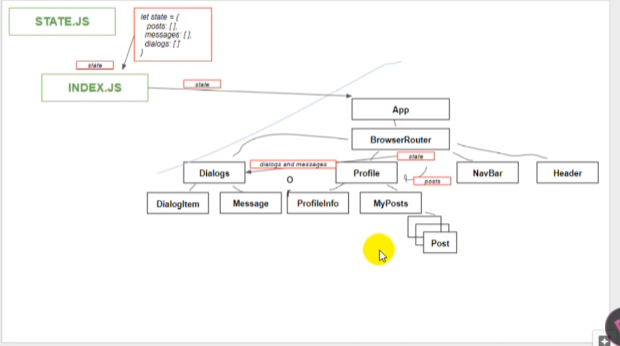 STATE.JS
let state = {
posts: [ ],
messages: [ ],
dialogs: [ ]
}
state
INDEX.JS
state
App
BrowserRouter
state
dialogs and messages
Dialogs
Profile
NavBar
Header
posts
DialogItem
Message
ProfileInfo
MyPosts
Post